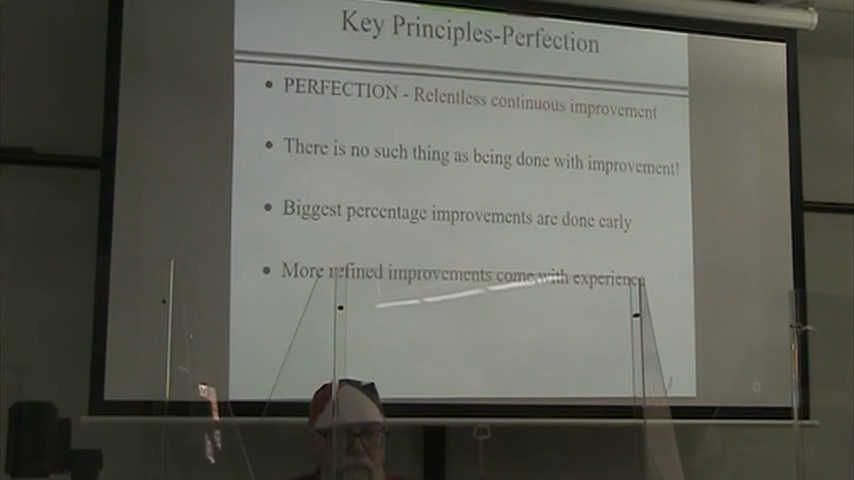 Key Principles-Perfection
• PERFECTION - Relentless continuous improvement
• There is no such thing as being done with improvement!
• Biggest percentage improvements are done early
• More refined improvements come with experience